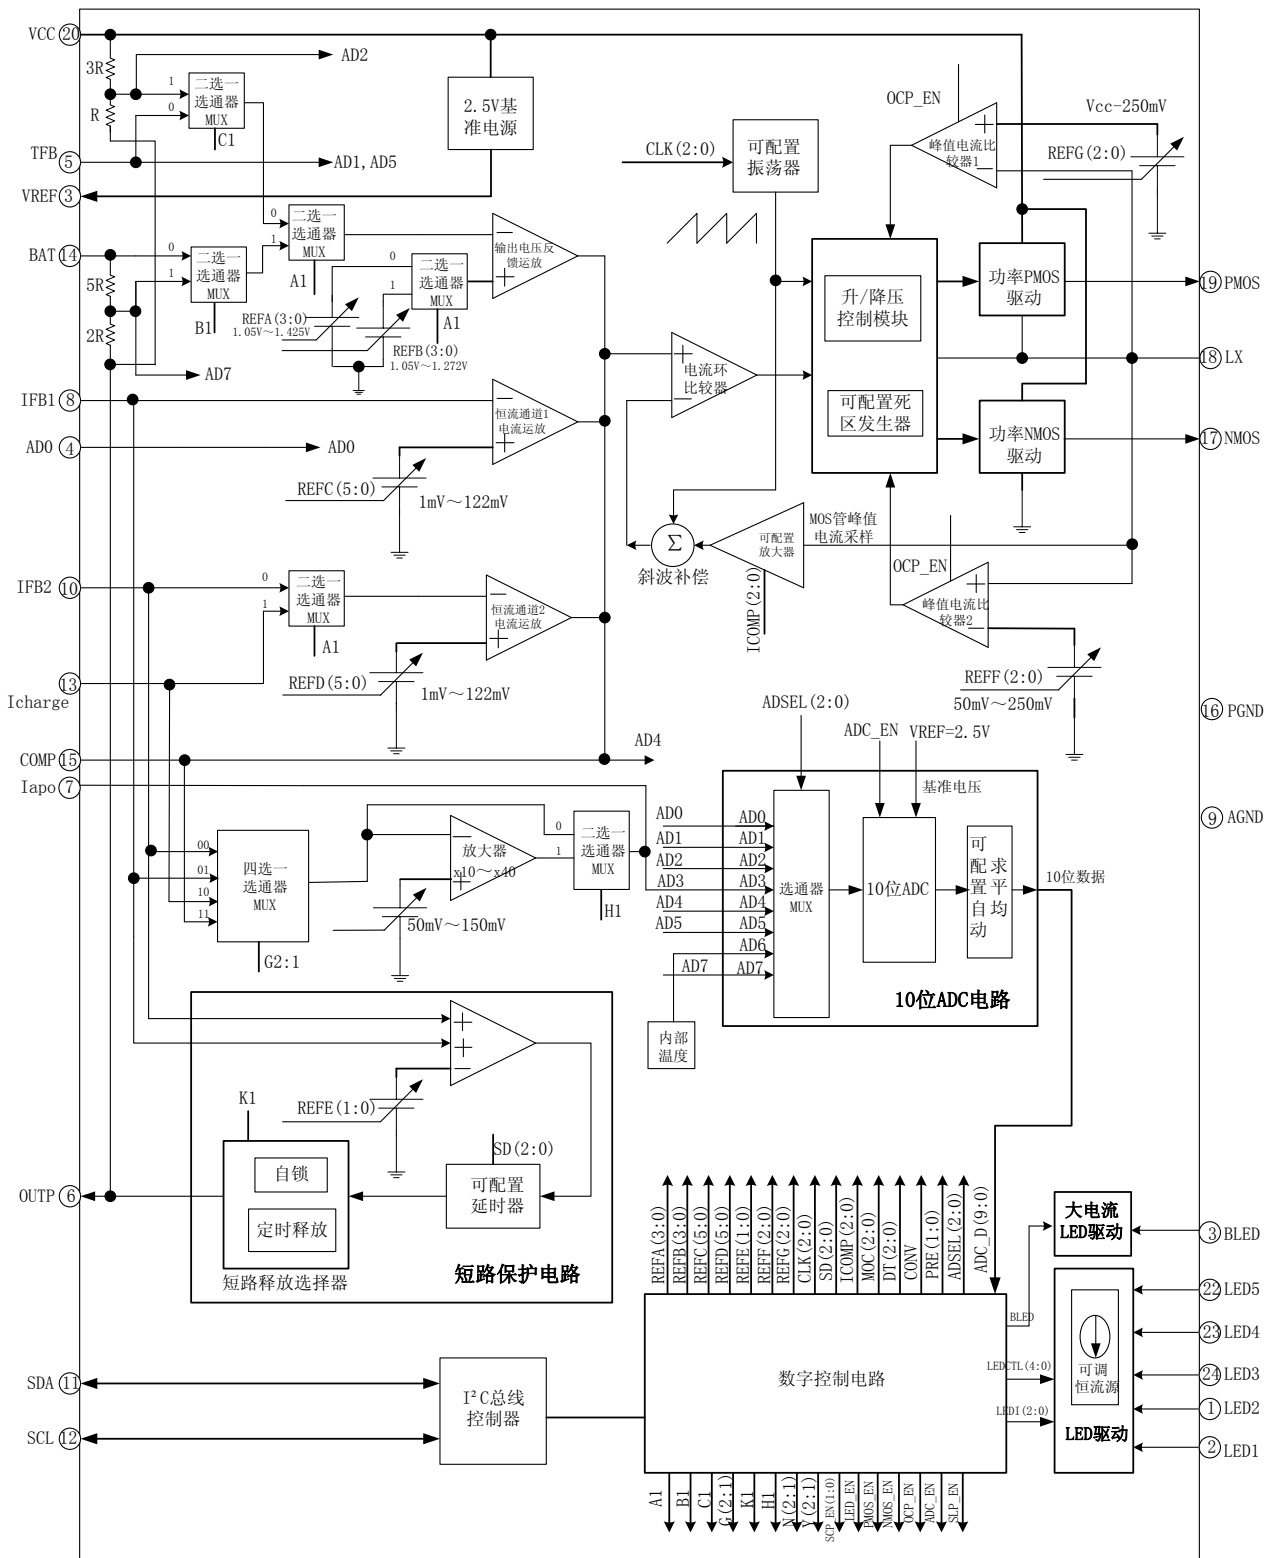 VCC 20
3R
AD2
1
二选一
选通器
MUX
0
R
C1
TFB
5
AD1, AD5
VREF 3
2.5V基
准电源
OCP_EN
Vcc-250mV
峰值电流比
较器1
REFG(2:0)
CLK(2:0)
可配置
振荡器
BAT 14
5R
2R
0
1
二选一
选通器
MUX
B1
0
1
二选一
选通器
MUX
A1
输出电压反
馈运放
0
1
二选一
选通器
MUX
A1
REFA(3:0)
1.05V～1.425V
REFB(3:0)
1.05V～1.272V
AD7
升/降压
控制模块
可配置死
区发生器
功率PMOS
驱动
19 PMOS
18 LX
功率NMOS
驱动
17 NMOS
电流环
比较器
IFB1 8
恒流通道1
电流运放
AD0 4
AD0
REFC(5:0)
1mV～122mV
Σ
斜波补偿
可配置
放大器
MOS管峰值
电流采样
ICOMP(2:0)
OCP_EN
峰值电流比
较器2
REFF(2:0)
50mV～250mV
IFB2 10
0
1
二选一
选通器
MUX
A1
恒流通道2
电流运放
REFD(5:0)
1mV～122mV
13
Icharge
16 PGND
COMP 15
AD4
Iapo 7
9 AGND
00
01
10
11
四选一
选通器
MUX
G2:1
放大器
x10～x40
50mV～150mV
0
1
二选一
选通器
MUX
H1
ADSEL(2:0)
ADC_EN
VREF=2.5V
基准电压
AD0 AD0
AD1 AD1
AD2 AD2
AD3 AD3
AD4 AD4
AD5 AD5
AD6
AD7 AD7
选通器
MUX
10位ADC
可配置自动
求平均
10位数据
10位ADC电路
内部
温度
REFE(1:0)
K1
SD(2:0)
自锁
定时释放
可配置
延时器
短路释放选择器
短路保护电路
OUTP 6
REFA(3:0)
REFB(3:0)
REFC(5:0)
REFD(5:0)
REFE(1:0)
REFF(2:0)
REFG(2:0)
CLK(2:0)
SD(2:0)
ICOMP(2:0)
MOC(2:0)
DT(2:0)
CONV
PRE(1:0)
ADSEL(2:0)
ADC_D(9:0)
大电流
LED驱动
3 BLED
BLED
22 LED5
23 LED4
24 LED3
1 LED2
2 LED1
可调
恒流源
LED驱动
LEDCTL(4:0)
LEDI(2:0)
数字控制电路
SDA 11
SCL 12
I²C总线
控制器
A1
B1
C1
G(2:1)
K1
H1
N(2:1)
V(2:1)
SCP_EN(1:0)
LED_EN
PMOS_EN
NMOS_EN
OCP_EN
ADC_EN
SLP_EN